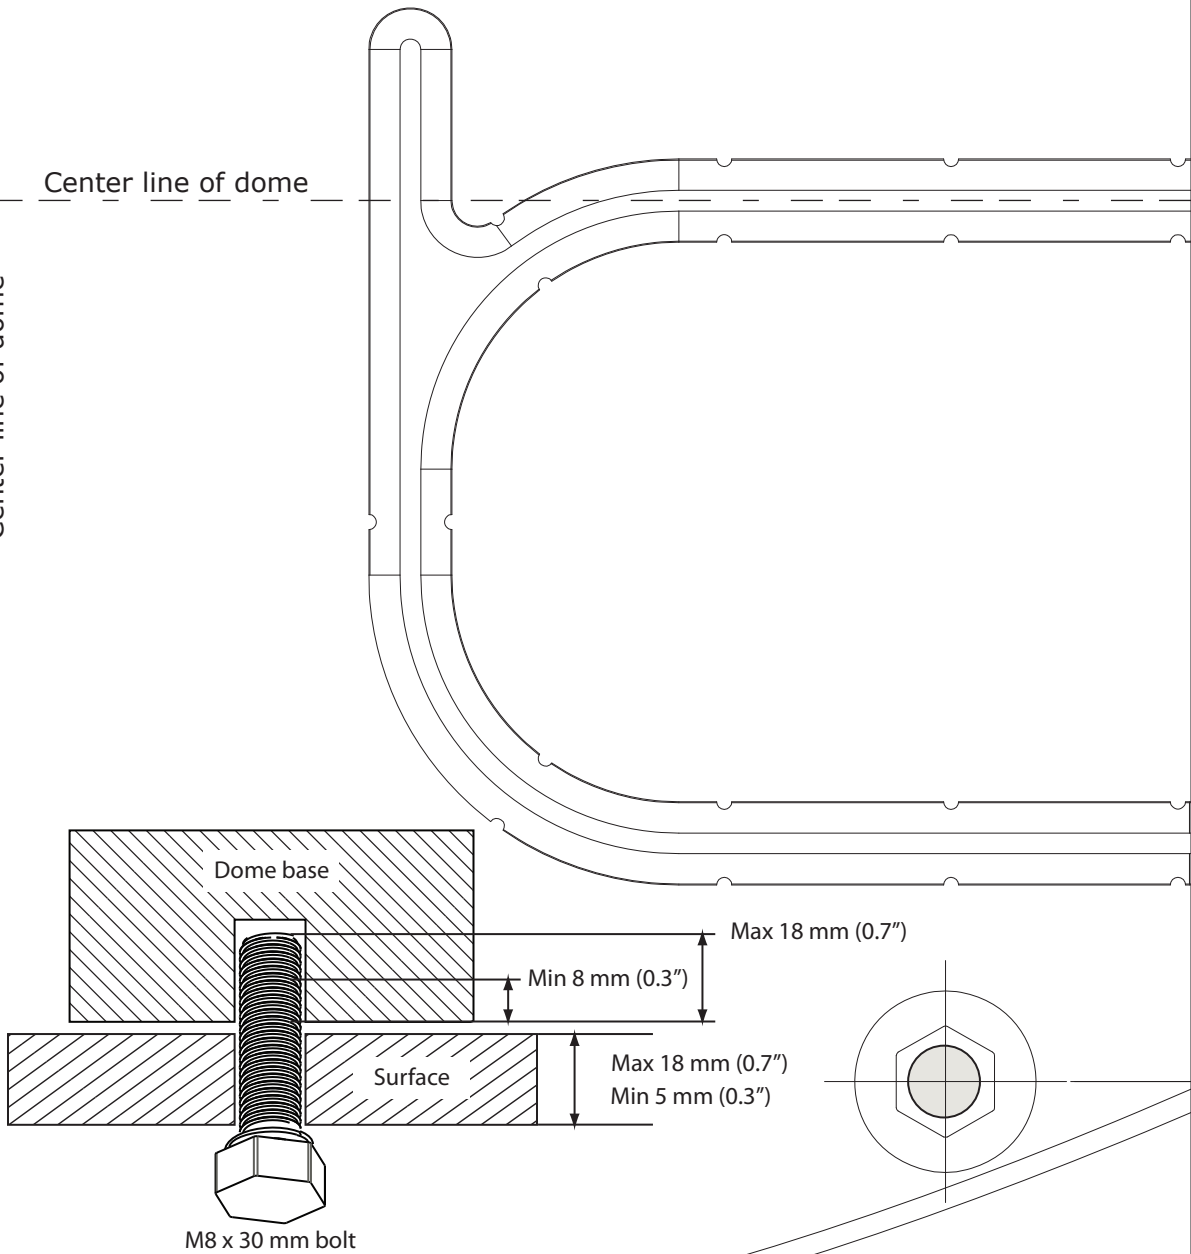 Center line of dome
Center line of dome
Dome base
Max 18 mm (0.7”)
Min 8 mm (0.3”)
Max 18 mm (0.7”)
Min 5 mm (0.3”)
Surface
M8 x 30 mm bolt